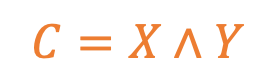 C = X ∧ Y